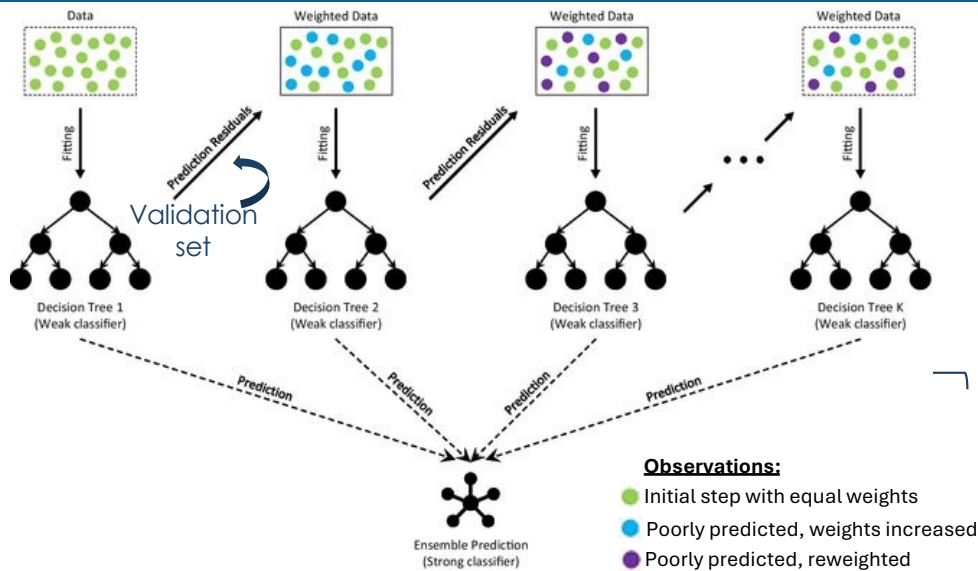 Data
Weighted Data
Weighted Data
Weighted Data
Fitting
Prediction Residuals
Fitting
Prediction Residuals
Fitting
Fitting
Validation
set
Decision Tree 1
(Weak classifier)
Decision Tree 2
(Weak classifier)
Decision Tree 3
(Weak classifier)
Decision Tree K
(Weak classifier)
Prediction
Prediction
Prediction
Prediction
Ensemble Prediction
(Strong classifier)
Observations:
Initial step with equal weights
Poorly predicted, weights increased
Poorly predicted, reweighted